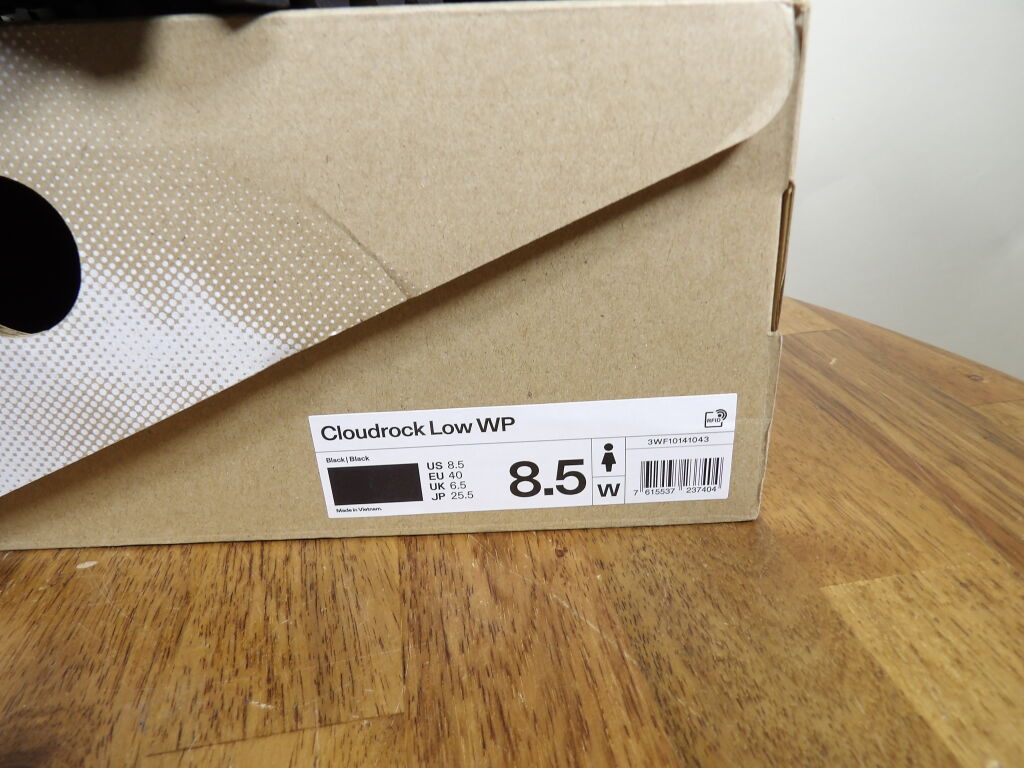 Cloudrock Low WP
RFID
Black | Black
US 8.5
EU 40
UK 6.5
JP 25.5
Made in Vietnam.
8.5
W
3WF10141043
7 615537 237404